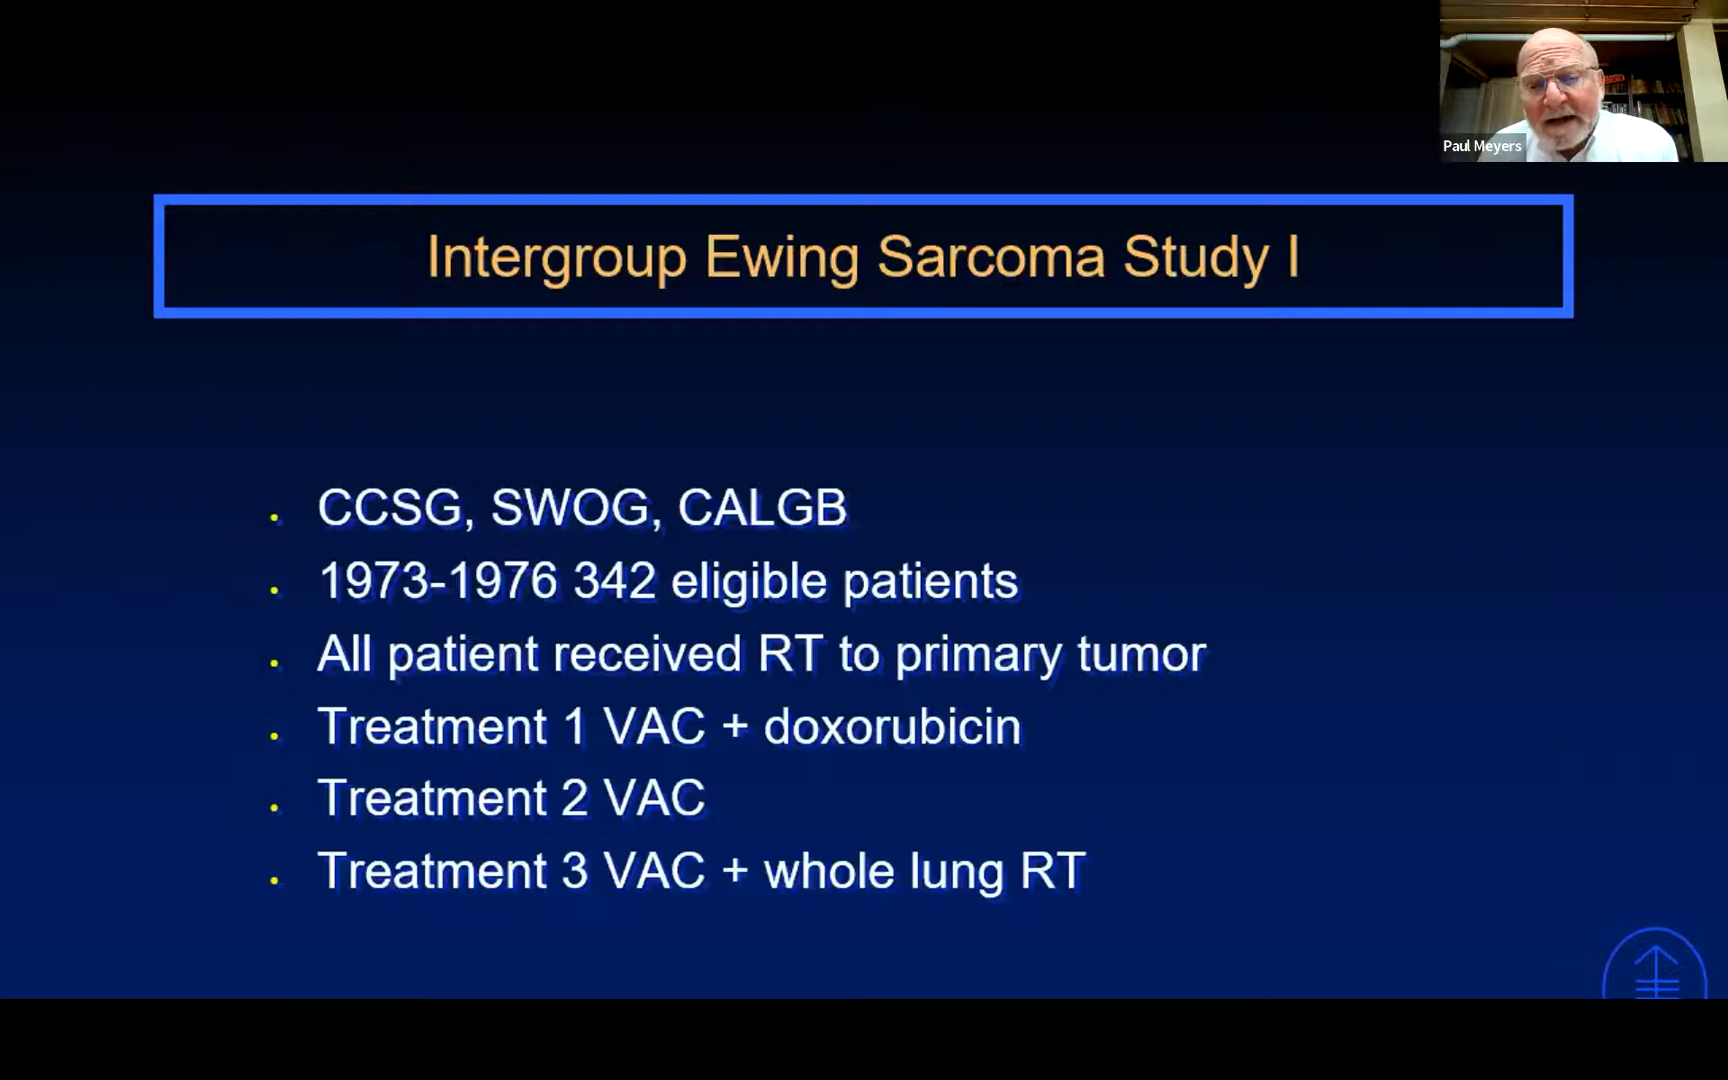 Paul Meyers
Intergroup Ewing Sarcoma Study I
CCSG, SWOG, CALGB
1973-1976 342 eligible patients
All patient received RT to primary tumor
Treatment 1 VAC + doxorubicin
Treatment 2 VAC
Treatment 3 VAC + whole lung RT